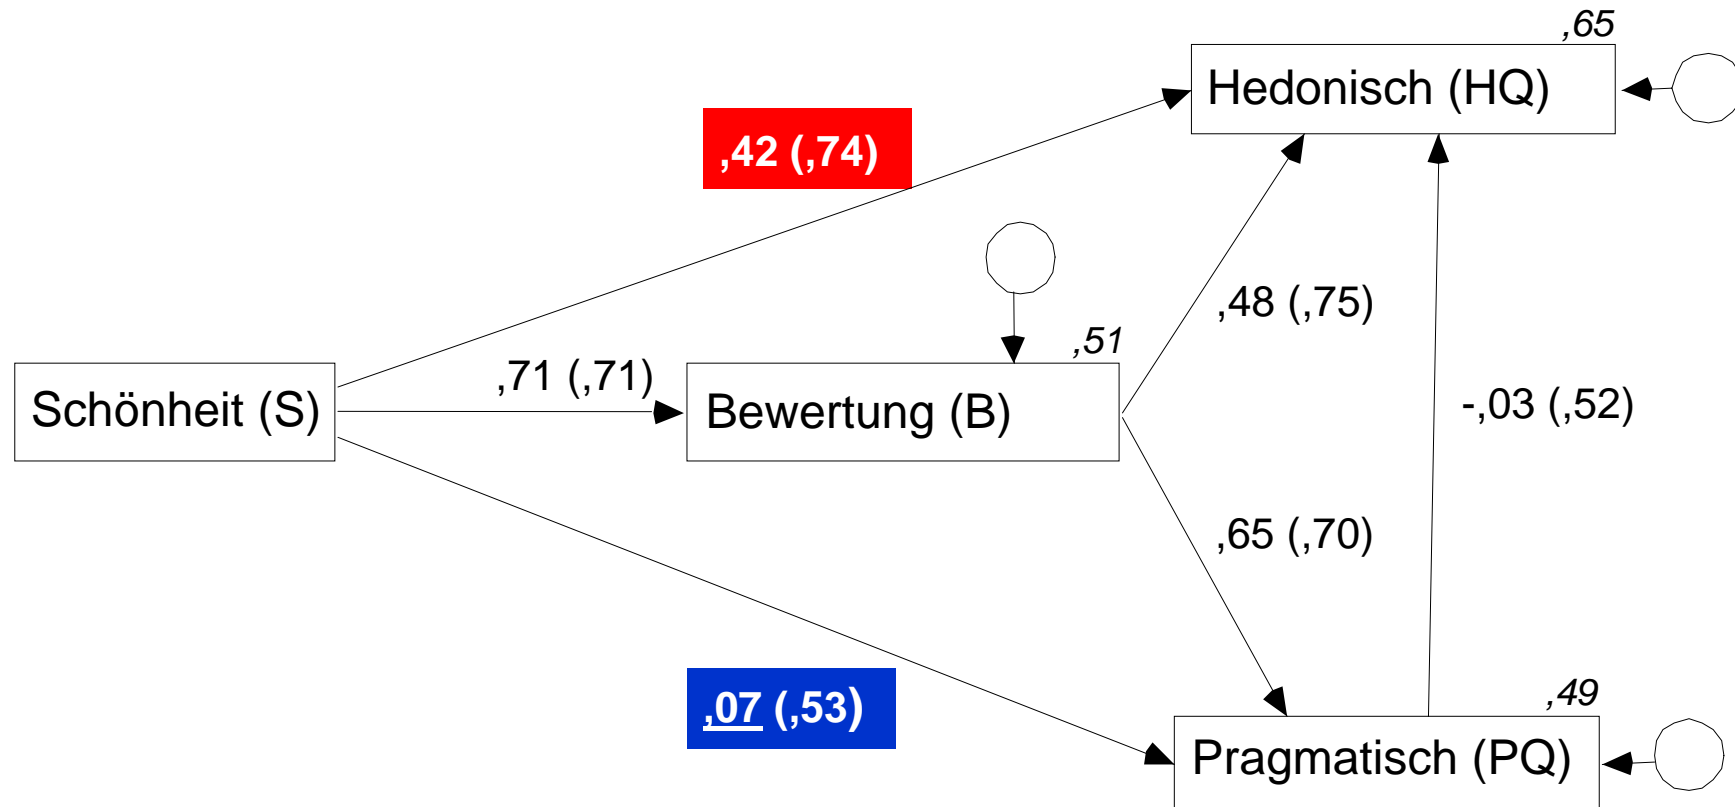 ,65
Hedonisch (HQ)
,42 (,74)
,48 (,75)
,51
,71 (,71)
Schönheit (S)
Bewertung (B)
-,03 (,52)
,65 (,70)
,07 (,53)
,49
Pragmatisch (PQ)